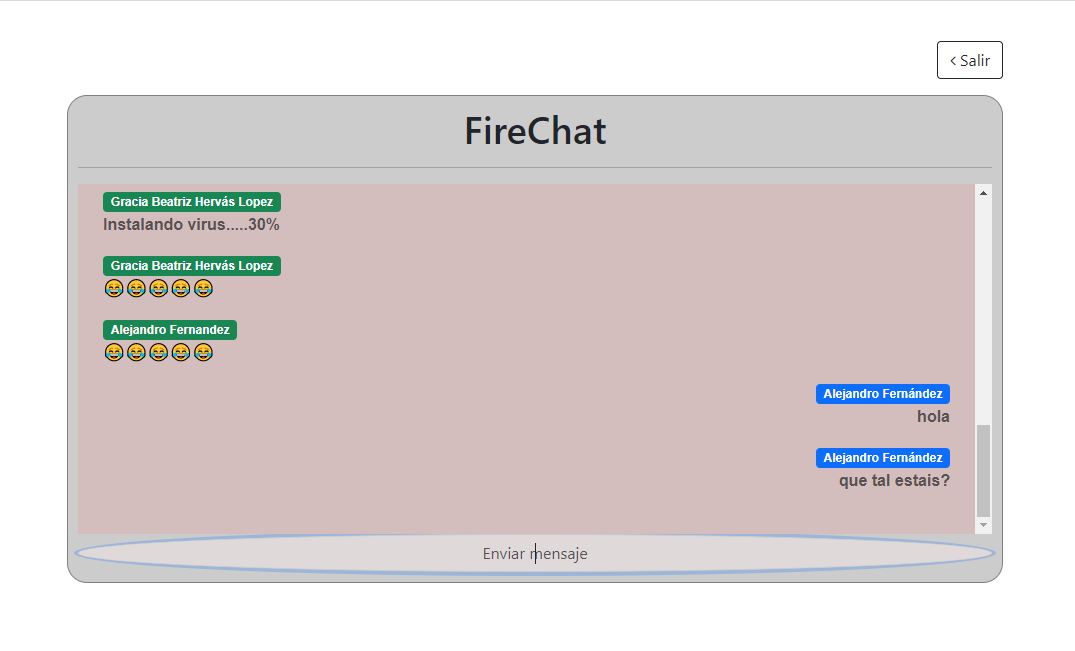 < Salir
FireChat
Gracia Beatriz Hervás Lopez
Instalando virus.....30%
Gracia Beatriz Hervás Lopez
😂😂😂😂😂
Alejandro Fernandez
😂😂😂😂😂
Alejandro Fernández
hola
Alejandro Fernández
que tal estais?
Enviar mensaje